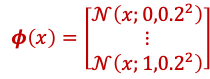 𝝓(x) = [𝒩(x; 0,0.2²)
⋮
𝒩(x; 1,0.2²)]